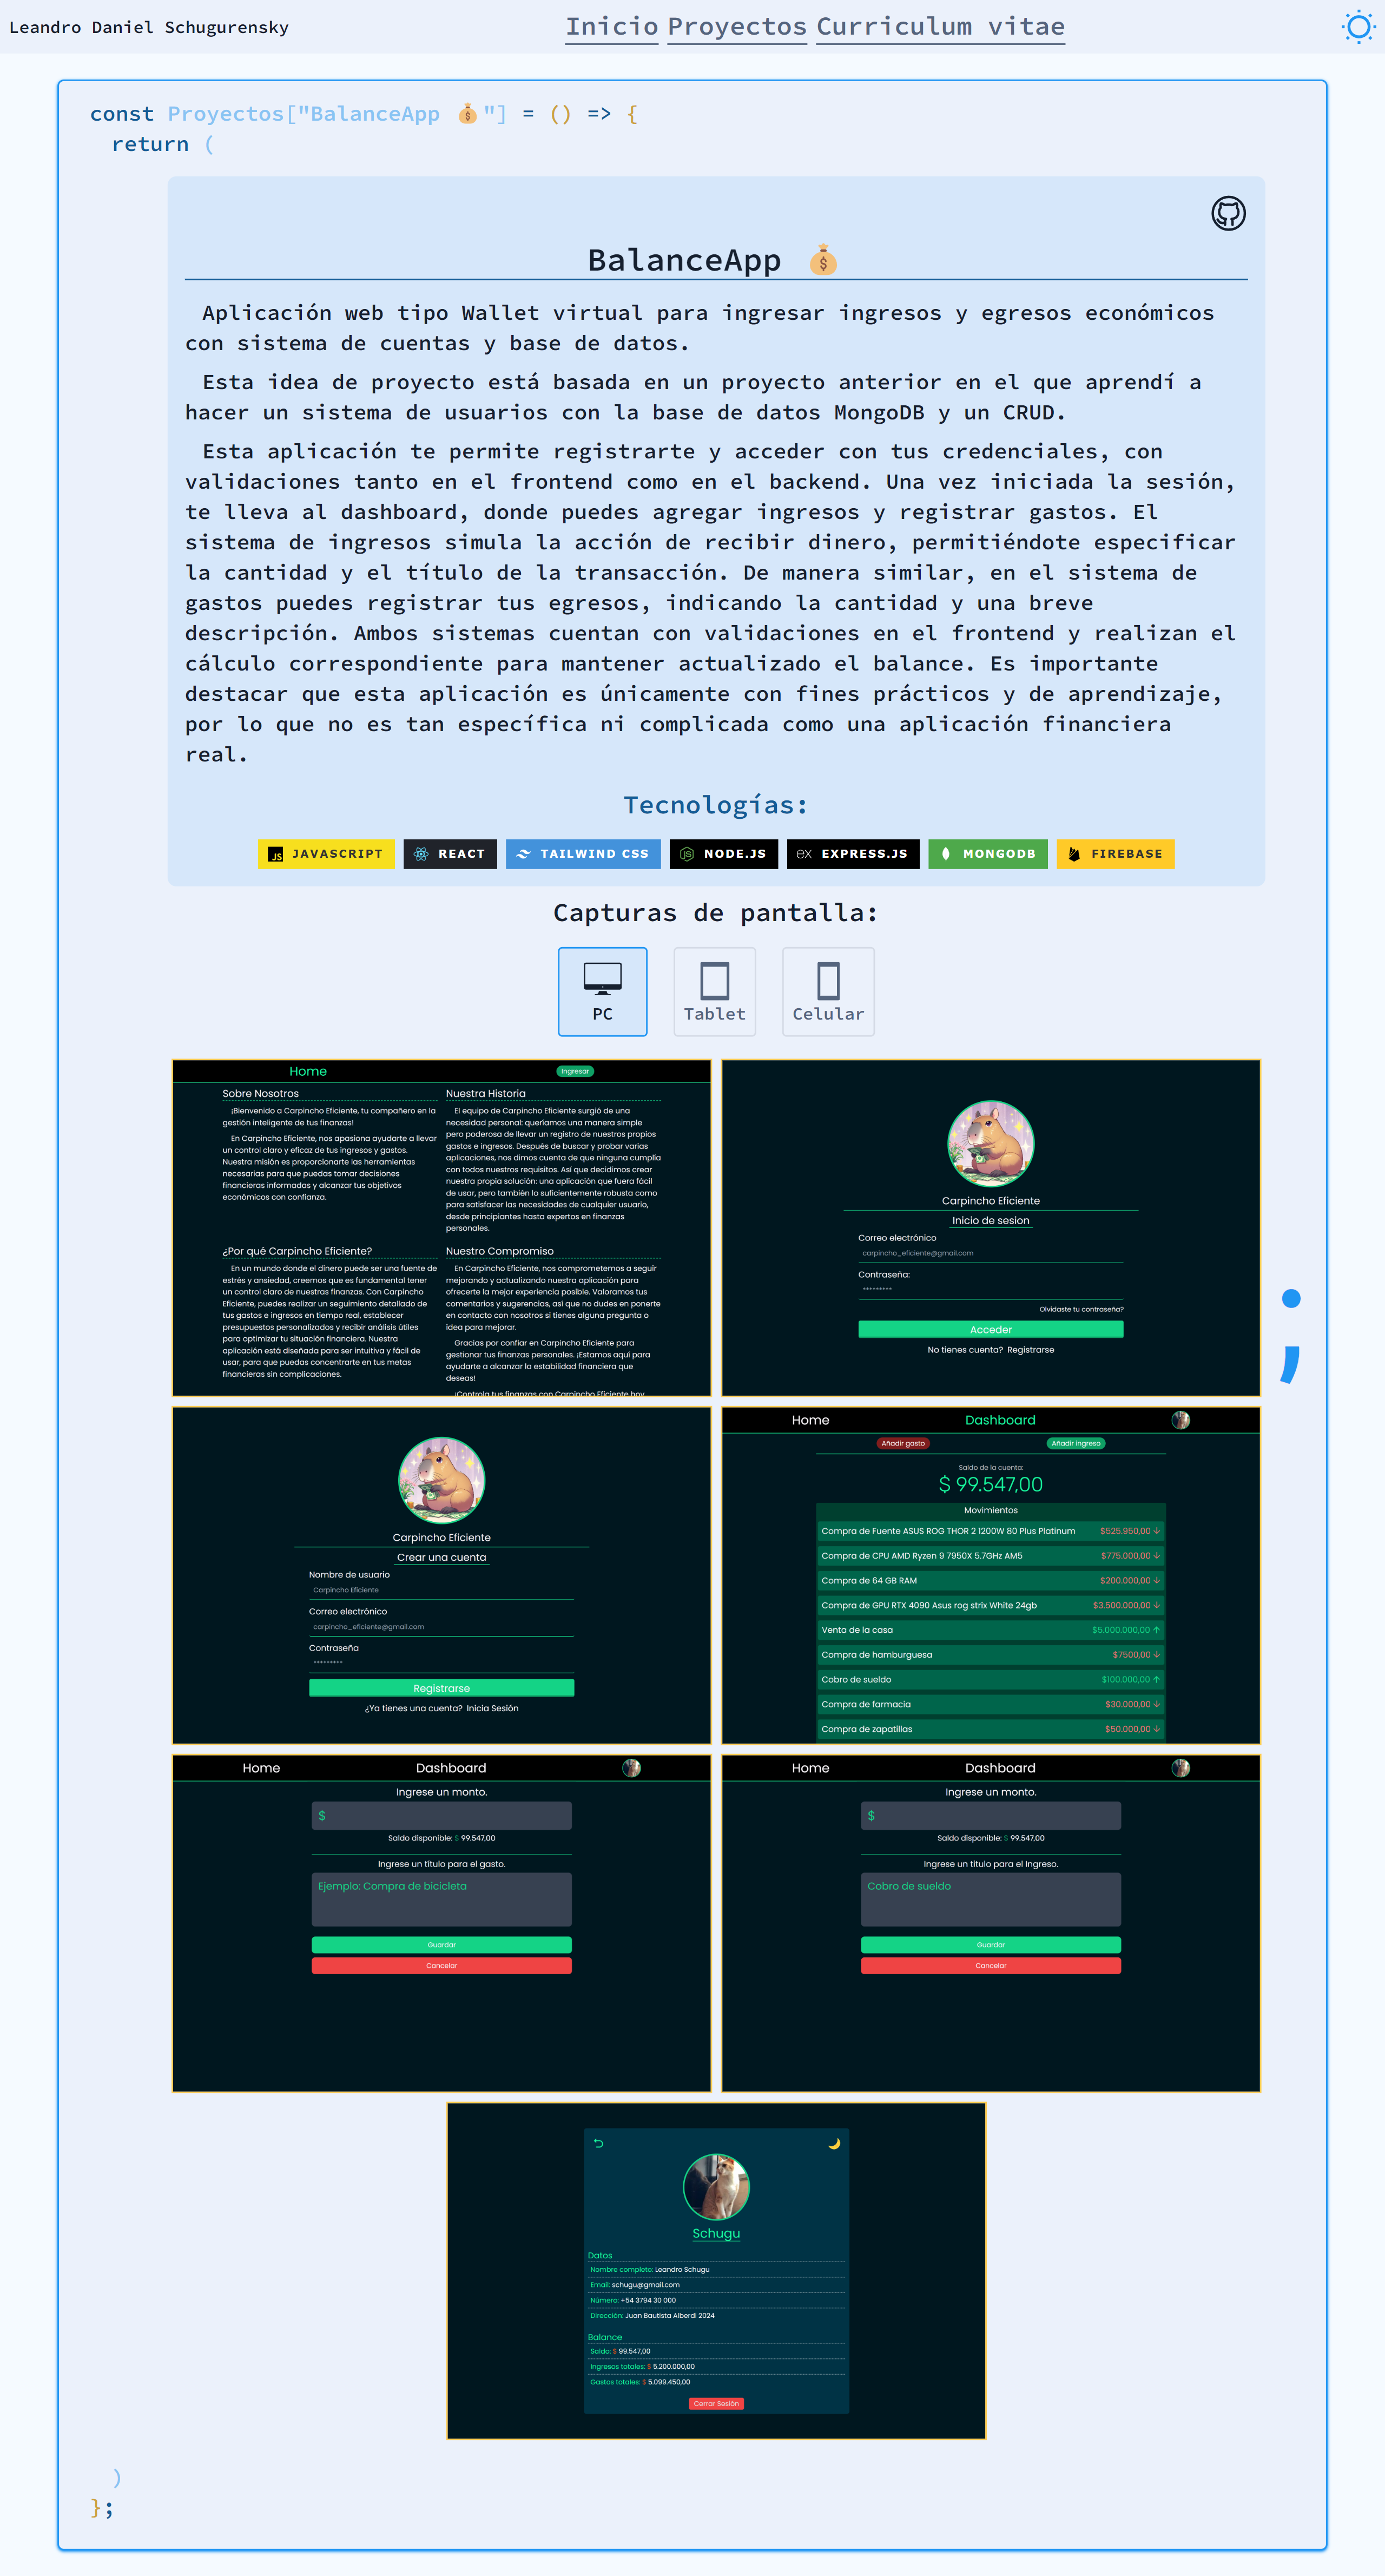 Leandro Daniel Schugurensky
Inicio Proyectos Curriculum vitae
const Proyectos["BalanceApp 💰"] = () => {
return (
BalanceApp 💰
Aplicación web tipo Wallet virtual para ingresar ingresos y egresos económicos
con sistema de cuentas y base de datos.
Esta idea de proyecto está basada en un proyecto anterior en el que aprendí a
hacer un sistema de usuarios con la base de datos MongoDB y un CRUD.
Esta aplicación te permite registrarte y acceder con tus credenciales, con
validaciones tanto en el frontend como en el backend. Una vez iniciada la sesión,
te lleva al dashboard, donde puedes agregar ingresos y registrar gastos. El
sistema de ingresos simula la acción de recibir dinero, permitiéndote especificar
la cantidad y el título de la transacción. De manera similar, en el sistema de
gastos puedes registrar tus egresos, indicando la cantidad y una breve
descripción. Ambos sistemas cuentan con validaciones en el frontend y realizan el
cálculo correspondiente para mantener actualizado el balance. Es importante
destacar que esta aplicación es únicamente con fines prácticos y de aprendizaje,
por lo que no es tan específica ni complicada como una aplicación financiera
real.
Tecnologías:
JS JAVASCRIPT REACT TAILWIND CSS NODE.JS ex EXPRESS.JS MONGODB FIREBASE
Capturas de pantalla:
PC Tablet Celular
Home Ingresar
Sobre Nosotros
¡Bienvenido a Carpincho Eficiente, tu compañero en la
gestión inteligente de tus finanzas!
En Carpincho Eficiente, nos apasiona ayudarte a llevar
un control claro y eficaz de tus ingresos y gastos.
Nuestra misión es proporcionarte las herramientas
necesarias para que puedas tomar decisiones
financieras informadas y alcanzar tus objetivos
económicos con confianza.
Nuestra Historia
El equipo de Carpincho Eficiente surgió de una
necesidad personal: queríamos una manera simple
pero poderosa de llevar un registro de nuestros propios
gastos e ingresos. Después de buscar y probar varias
aplicaciones, nos dimos cuenta de que ninguna cumplía
con todos nuestros requisitos. Así que decidimos crear
nuestra propia solución: una aplicación que fuera fácil
de usar, pero también lo suficientemente robusta como
para satisfacer las necesidades de cualquier usuario,
desde principiantes hasta expertos en finanzas
personales.
¿Por qué Carpincho Eficiente?
En un mundo donde el dinero puede ser una fuente de
estrés y ansiedad, creemos que es fundamental tener
un control claro de nuestras finanzas. Con Carpincho
Eficiente, puedes realizar un seguimiento detallado de
tus gastos e ingresos en tiempo real, establecer
presupuestos personalizados y recibir análisis útiles
para optimizar tu situación financiera. Nuestra
aplicación está diseñada para ser intuitiva y fácil de
usar, para que puedas concentrarte en tus metas
financieras sin complicaciones.
Nuestro Compromiso
En Carpincho Eficiente, nos comprometemos a seguir
mejorando y actualizando nuestra aplicación para
ofrecerte la mejor experiencia posible. Valoramos tus
comentarios y sugerencias, así que no dudes en ponerte
en contacto con nosotros si tienes alguna pregunta o
idea para mejorar.
Gracias por confiar en Carpincho Eficiente para
gestionar tus finanzas personales. ¡Estamos aquí para
ayudarte a alcanzar la estabilidad financiera que
deseas!
¡Controla tus finanzas con Carpincho Eficiente hoy
Carpincho Eficiente
Inicio de sesion
Correo electrónico
carpincho_eficiente@gmail.com
Contraseña:
*********
Olvidaste tu contraseña?
Acceder
No tienes cuenta? Registrarse
;
Carpincho Eficiente
Crear una cuenta
Nombre de usuario
Carpincho Eficiente
Correo electrónico
carpincho_eficiente@gmail.com
Contraseña
*********
Registrarse
¿Ya tienes una cuenta? Inicia Sesión
Home Dashboard
Añadir gasto Añadir ingreso
Saldo de la cuenta:
$ 99.547,00
Movimientos
Compra de Fuente ASUS ROG THOR 2 1200W 80 Plus Platinum $525.950,00 ↓
Compra de CPU AMD Ryzen 9 7950X 5.7GHz AM5 $775.000,00 ↓
Compra de 64 GB RAM $200.000,00 ↓
Compra de GPU RTX 4090 Asus rog strix White 24gb $3.500.000,00 ↓
Venta de la casa $5.000.000,00 ↑
Compra de hamburguesa $7500,00 ↓
Cobro de sueldo $100.000,00 ↑
Compra de farmacia $30.000,00 ↓
Compra de zapatillas $50.000,00 ↓
Home Dashboard
Ingrese un monto.
$
Saldo disponible: $ 99.547,00
Ingrese un titulo para el gasto.
Ejemplo: Compra de bicicleta
Guardar
Cancelar
Home Dashboard
Ingrese un monto.
$
Saldo disponible: $ 99.547,00
Ingrese un titulo para el Ingreso.
Cobro de sueldo
Guardar
Cancelar
Schugu
Datos
Nombre completo: Leandro Schugu
Email: schugu@gmail.com
Número: +54 3794 30 000
Dirección: Juan Bautista Alberdi 2024
Balance
Saldo: $ 99.547,00
Ingresos totales: $ 5.200.000,00
Gastos totales: $ 5.099.450,00
Cerrar Sesión
)
};